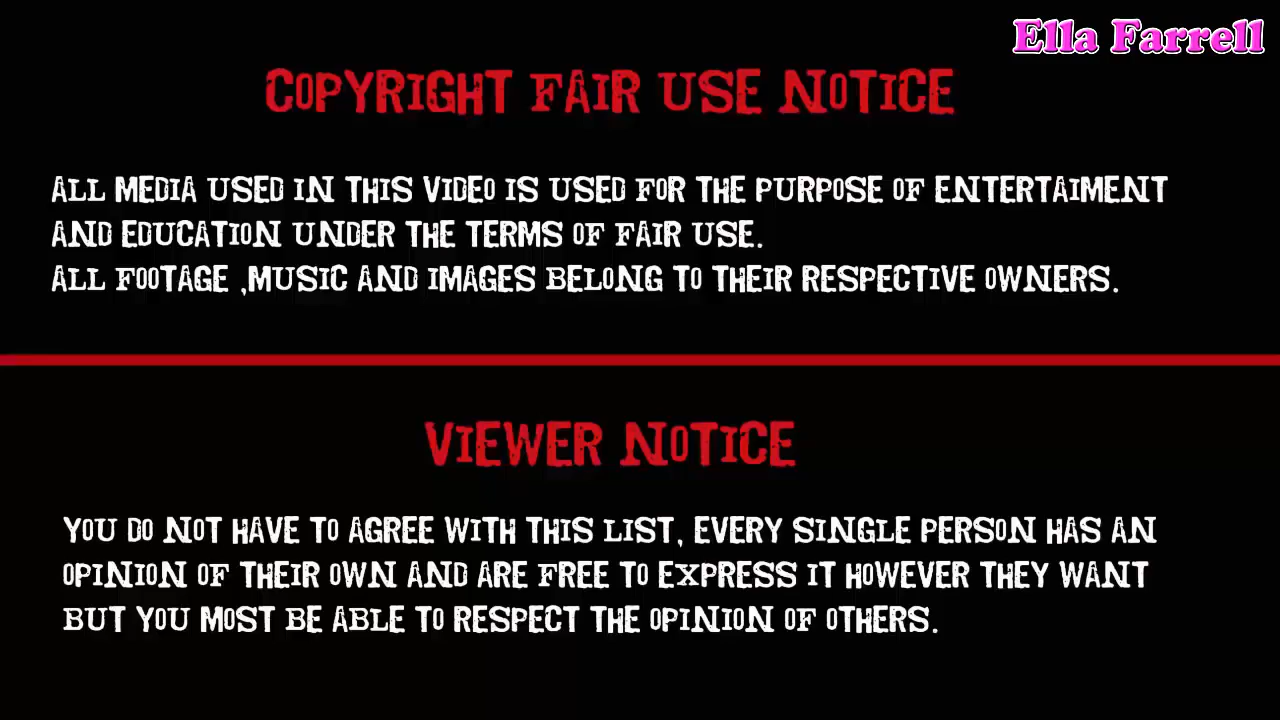 Ella Farrell
COPYRIGHT FAIR USE NOTICE
ALL MEDIA USED IN THIS VIDEO IS USED FOR THE PURPOSE OF ENTERTAIMENT
AND EDUCATION UNDER THE TERMS OF FAIR USE.
ALL FOOTAGE ,MUSIC AND IMAGES BELONG TO THEIR RESPECTIVE OWNERS.
VIEWER NOTICE
YOU DO NOT HAVE TO AGREE WITH THIS LIST, EVERY SINGLE PERSON HAS AN
OPINION OF THEIR OWN AND ARE FREE TO EXPRESS IT HOWEVER THEY WANT
BUT YOU MOST BE ABLE TO RESPECT THE OPINION OF OTHERS.